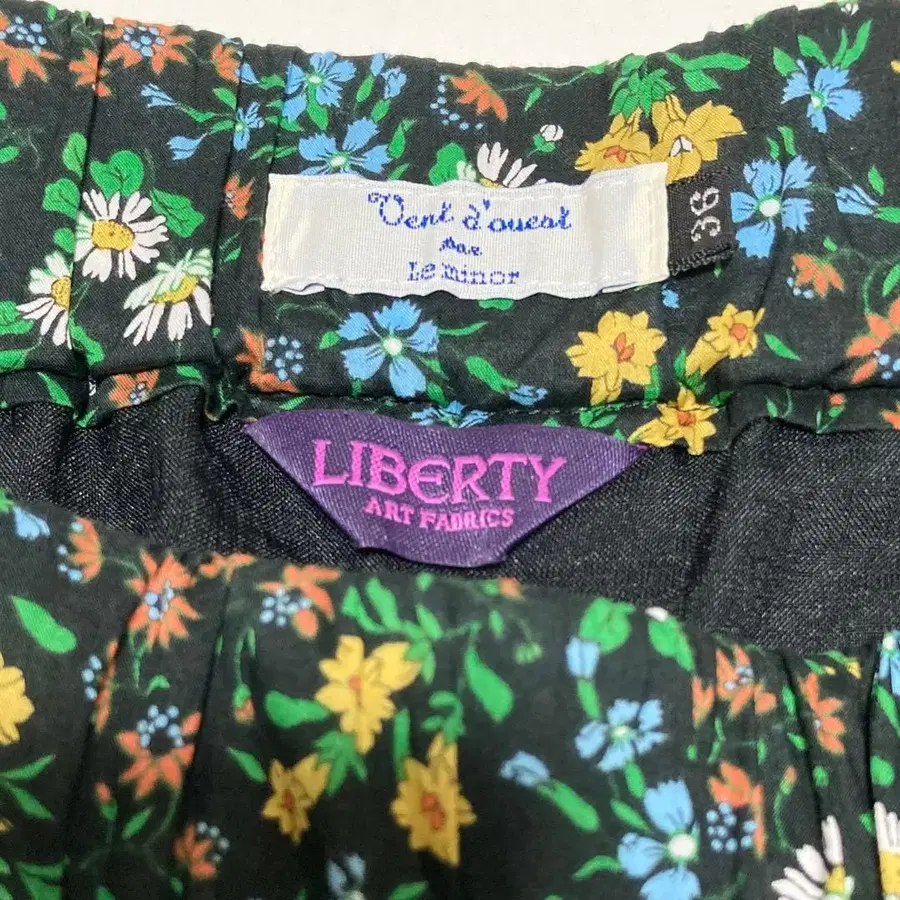 Vent d'ouest
par
Le minor
36
LIBERTY
ART FABRICS